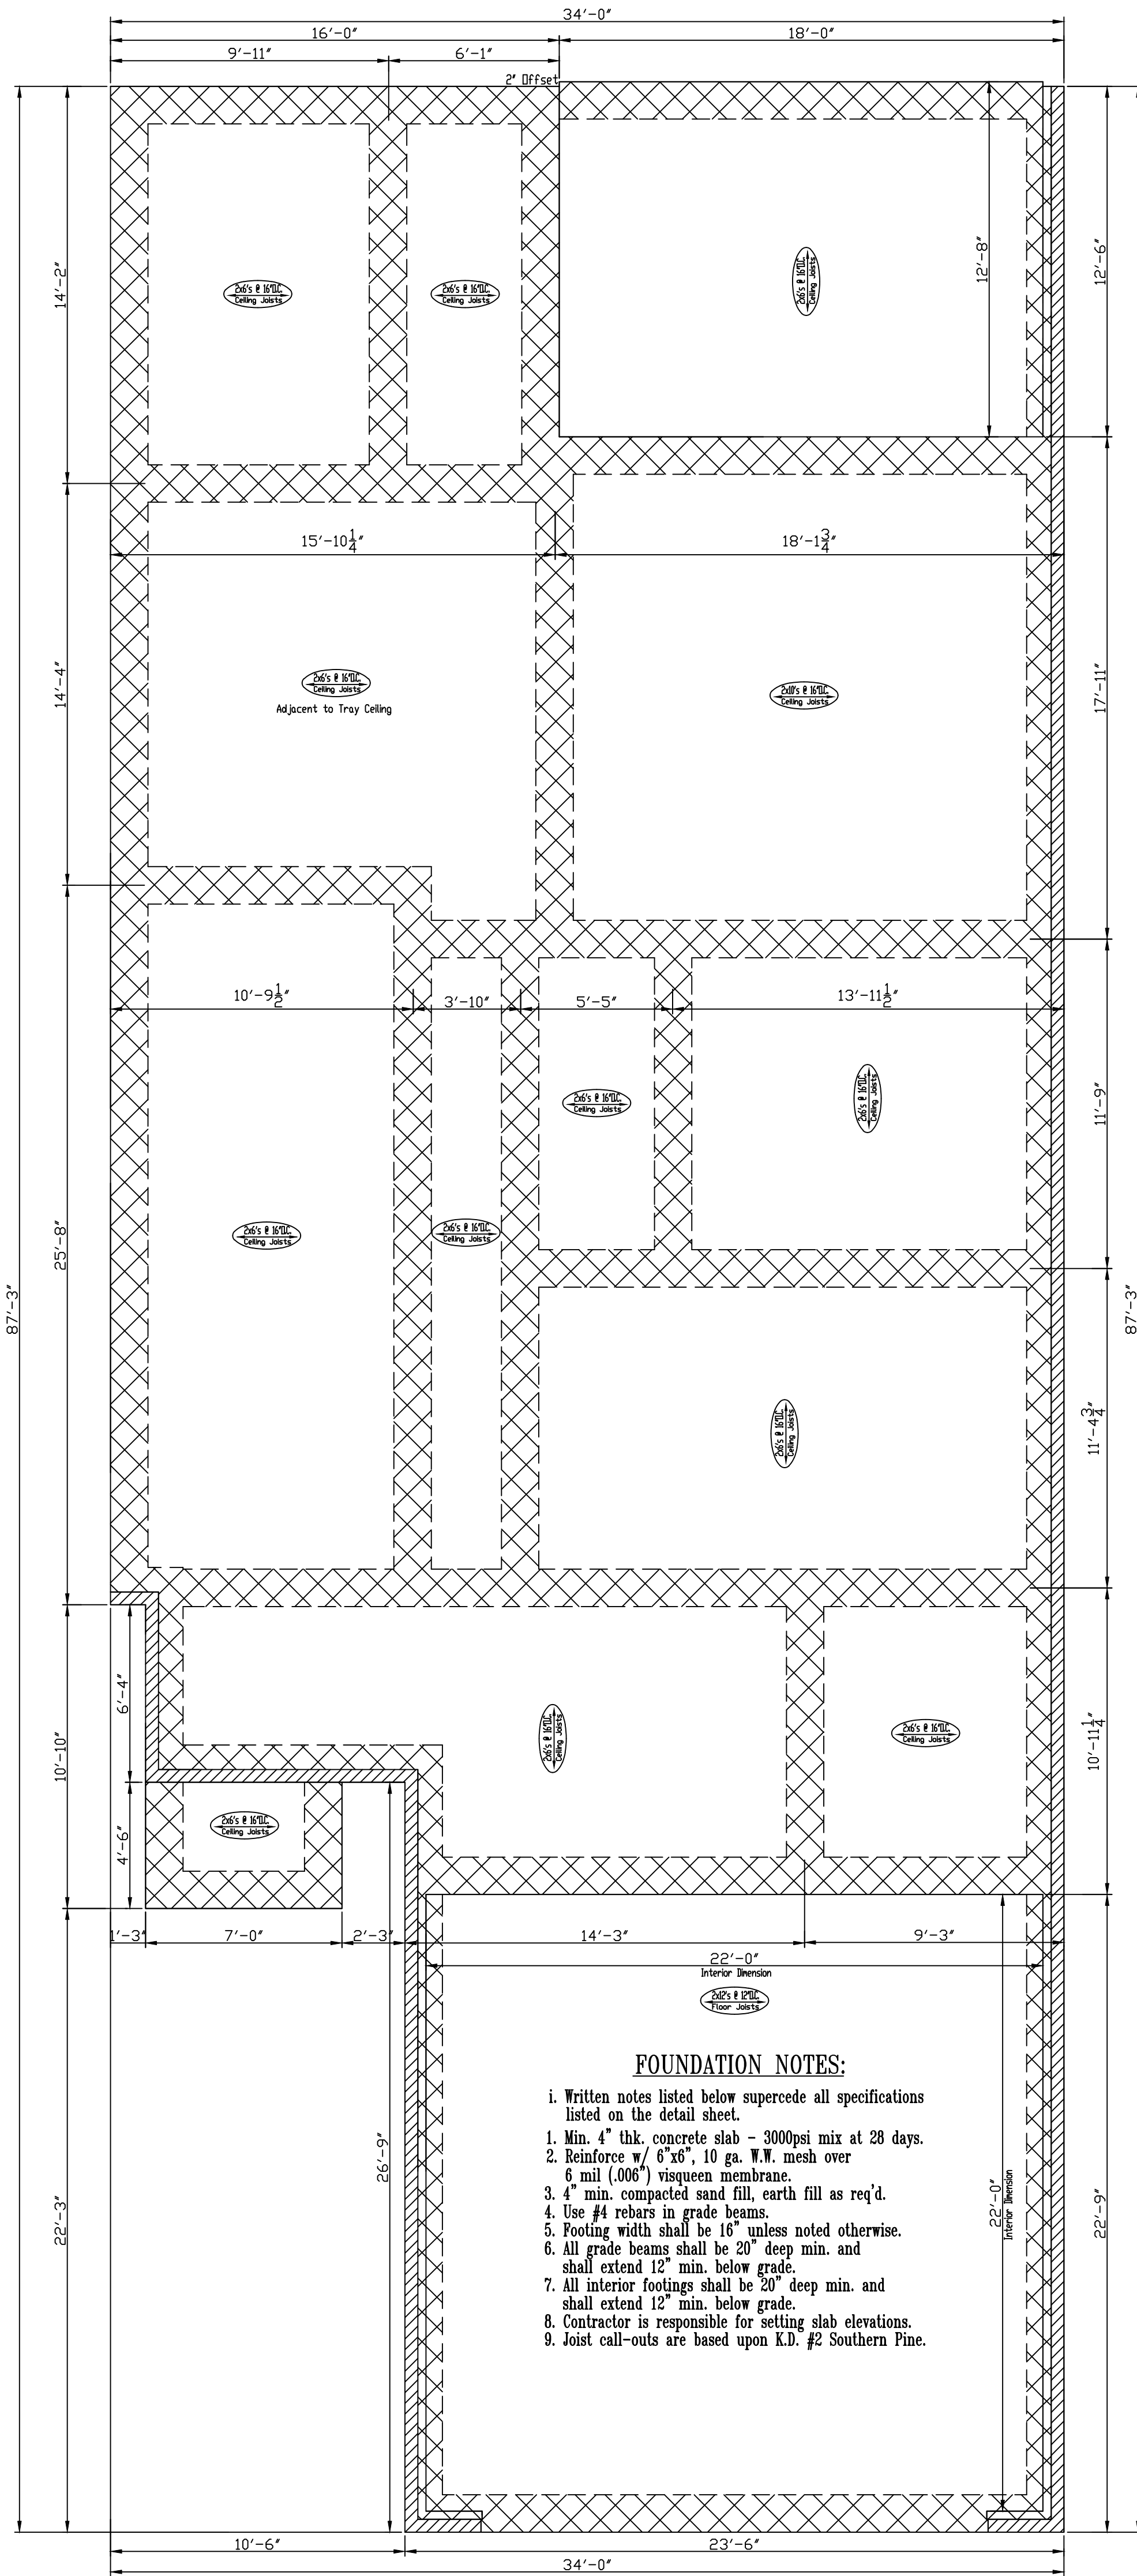 34'-0"
16'-0" 18'-0"
9'-11" 6'-1"
2" Offset
14'-2"
2x6's @ 16"O.C.
Ceiling Joists
2x6's @ 16"O.C.
Ceiling Joists
2x6's @ 16"O.C.
Ceiling Joists
12'-8"
12'-6"
15'-10 1/4" 18'-1 3/4"
14'-4"
2x6's @ 16"O.C.
Ceiling Joists
Adjacent to Tray Ceiling
2x10's @ 16"O.C.
Ceiling Joists
17'-11"
10'-9 1/2" 3'-10" 5'-5" 13'-11 1/2"
2x6's @ 16"O.C.
Ceiling Joists
2x6's @ 16"O.C.
Ceiling Joists
11'-9"
87'-3"
25'-8"
2x6's @ 16"O.C.
Ceiling Joists
2x6's @ 16"O.C.
Ceiling Joists
87'-3"
2x6's @ 16"O.C.
Ceiling Joists
11'-4 3/4"
10'-10"
6'-4"
2x6's @ 16"O.C.
Ceiling Joists
2x6's @ 16"O.C.
Ceiling Joists
10'-11 1/4"
4'-6"
2x6's @ 16"O.C.
Ceiling Joists
1'-3" 7'-0" 2'-3" 14'-3" 9'-3"
22'-0"
Interior Dimension
2x12's @ 12"O.C.
Floor Joists
FOUNDATION NOTES:
i. Written notes listed below supercede all specifications
listed on the detail sheet.
1. Min. 4" thk. concrete slab - 3000psi mix at 28 days.
2. Reinforce w/ 6"x6", 10 ga. W.W. mesh over
6 mil (.006") visqueen membrane.
3. 4" min. compacted sand fill, earth fill as req'd.
4. Use #4 rebars in grade beams.
5. Footing width shall be 16" unless noted otherwise.
6. All grade beams shall be 20" deep min. and
shall extend 12" min. below grade.
7. All interior footings shall be 20" deep min. and
shall extend 12" min. below grade.
8. Contractor is responsible for setting slab elevations.
9. Joist call-outs are based upon K.D. #2 Southern Pine.
22'-3"
26'-9"
22'-0"
Interior Dimension
22'-9"
10'-6" 23'-6"
34'-0"